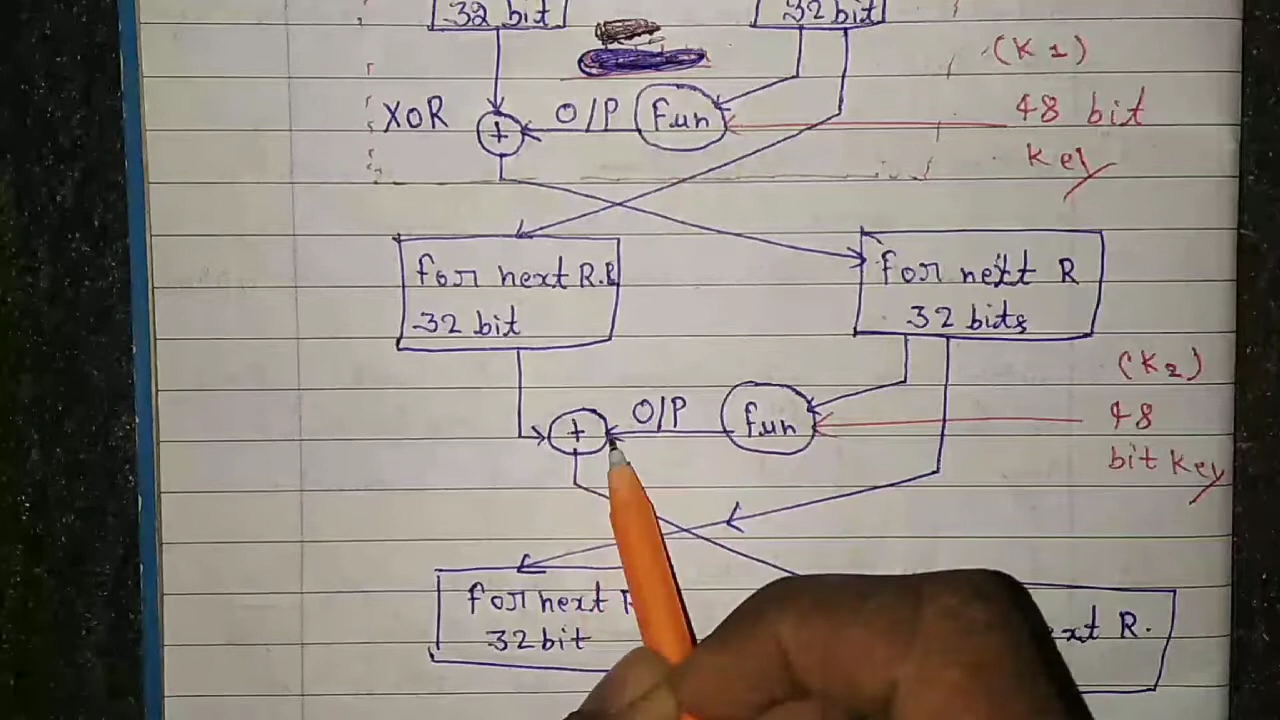 32 bit
32 bit
(K1)
XOR
+
O/P
fun
48 bit
key
for next R.
32 bit
for next R
32 bits
(K2)
+
O/P
fun
48
bit key
for next
32 bit
R.